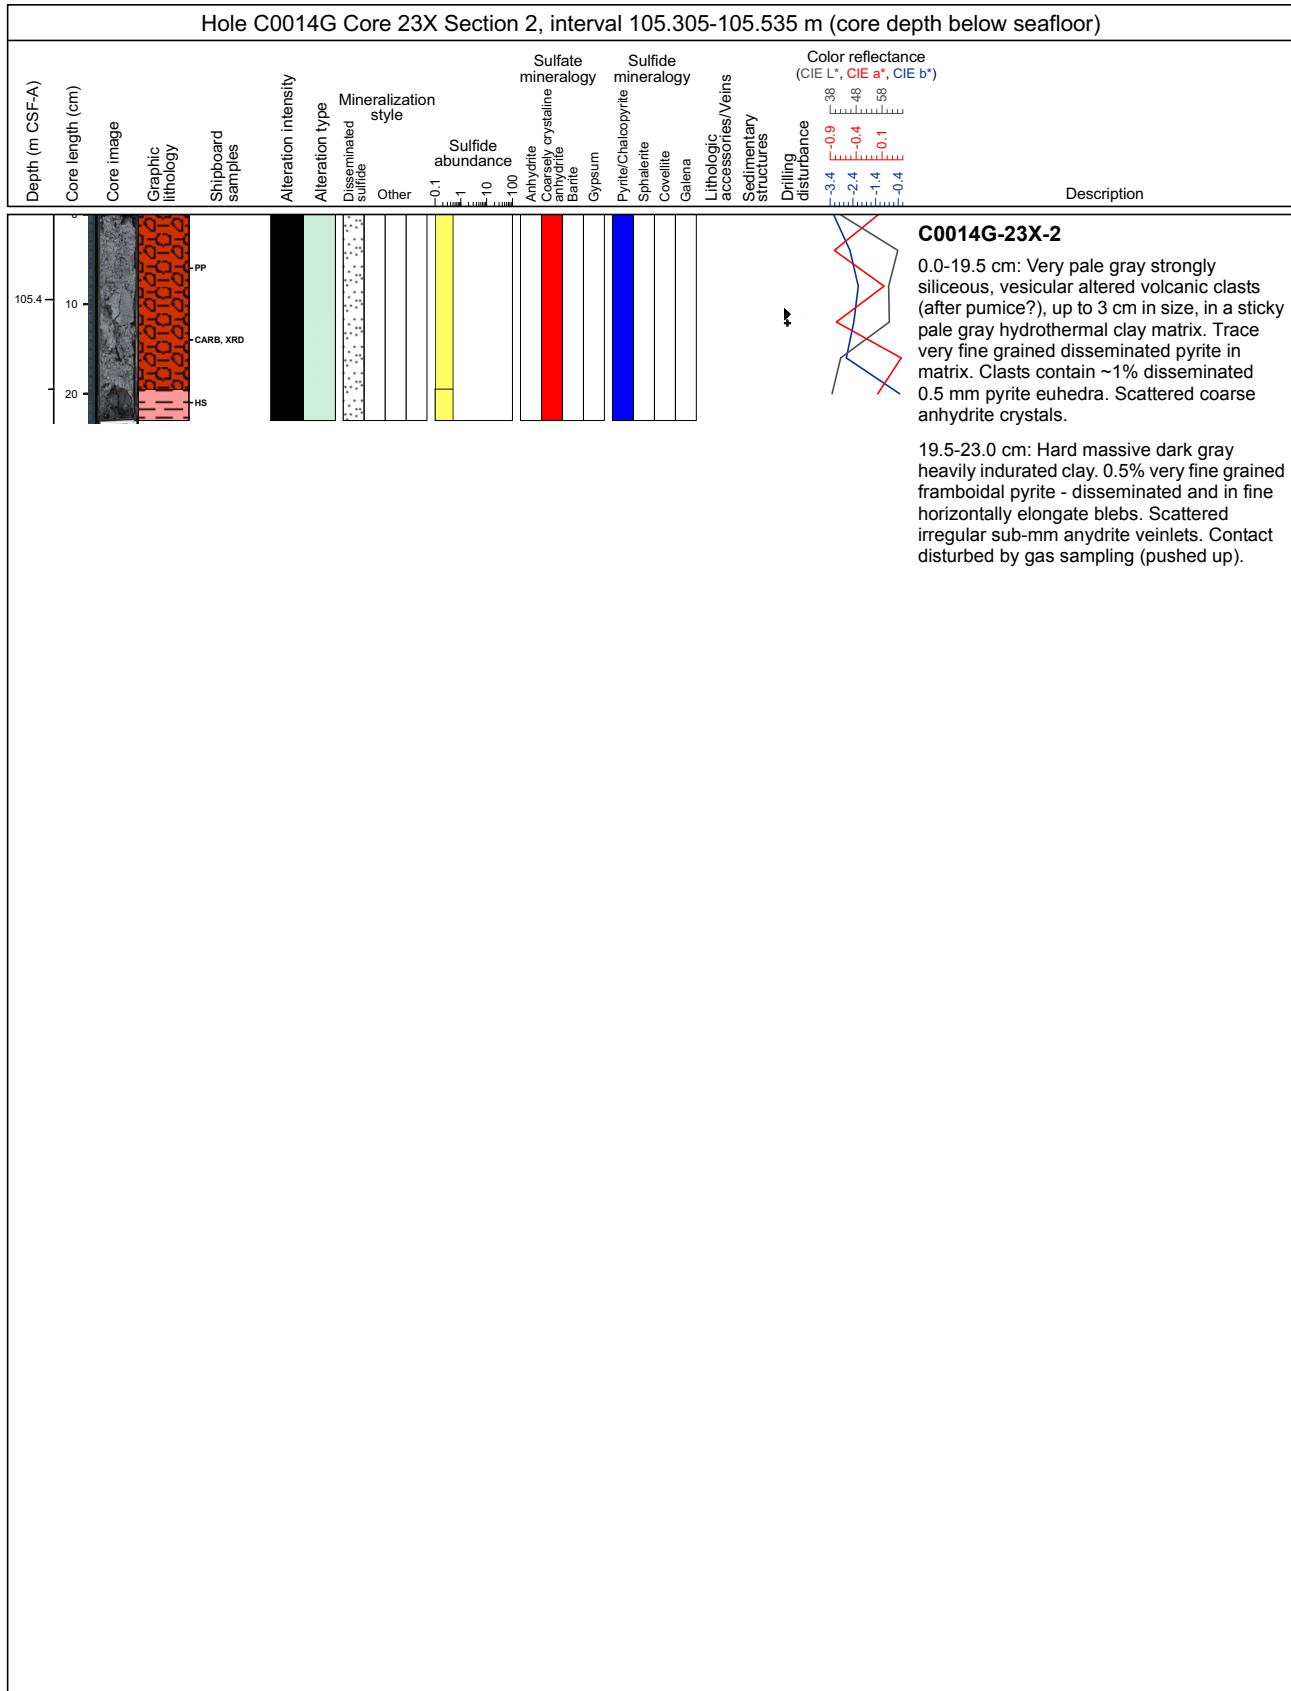 Hole C0014G Core 23X Section 2, interval 105.305-105.535 m (core depth below seafloor)
Depth (m CSF-A)
Core length (cm)
Core image
Graphic
lithology
Shipboard
samples
Alteration intensity
Alteration type
Mineralization
style
Disseminated
sulfide
Other
Sulfide
abundance
0.1
1
10
100
Sulfate
mineralogy
Anhydrite
Coarsely crystaline
anhydrite
Barite
Gypsum
Sulfide
mineralogy
Pyrite/Chalcopyrite
Sphalerite
Covellite
Galena
Lithologic
accessories/Veins
Sedimentary
structures
Drilling
disturbance
Color reflectance
(CIE L*, CIE a*, CIE b*)
38
48
58
-0.9
-0.4
0.1
-3.4
-2.4
-1.4
-0.4
Description
105.4
10
20
PP
CARB, XRD
HS
C0014G-23X-2
0.0-19.5 cm: Very pale gray strongly
siliceous, vesicular altered volcanic clasts
(after pumice?), up to 3 cm in size, in a sticky
pale gray hydrothermal clay matrix. Trace
very fine grained disseminated pyrite in
matrix. Clasts contain ~1% disseminated
0.5 mm pyrite euhedra. Scattered coarse
anhydrite crystals.
19.5-23.0 cm: Hard massive dark gray
heavily indurated clay. 0.5% very fine grained
framboidal pyrite - disseminated and in fine
horizontally elongate blebs. Scattered
irregular sub-mm anydrite veinlets. Contact
disturbed by gas sampling (pushed up).